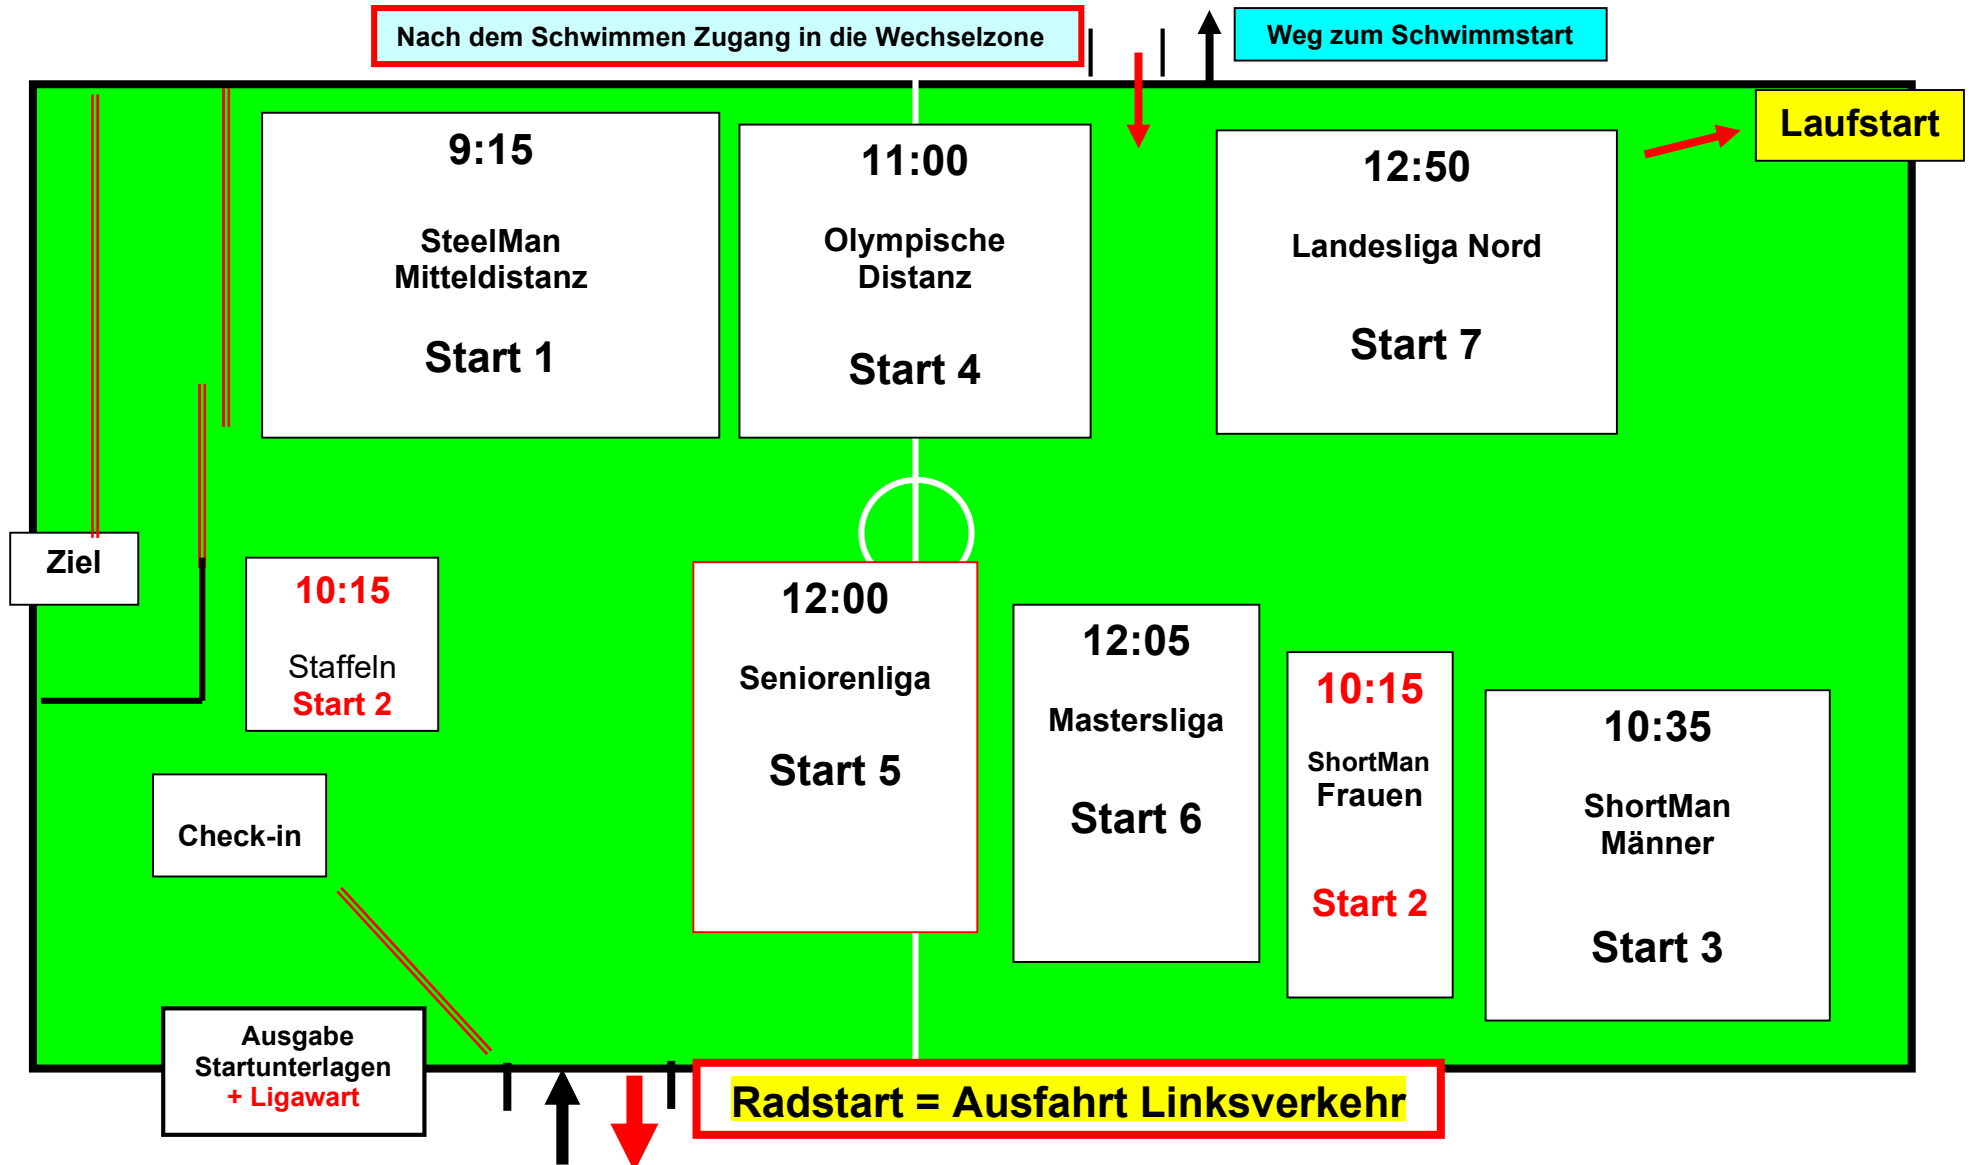 Nach dem Schwimmen Zugang in die Wechselzone
Weg zum Schwimmstart
Laufstart
9:15
SteelMan
Mitteldistanz
Start 1
11:00
Olympische
Distanz
Start 4
12:50
Landesliga Nord
Start 7
Ziel
10:15
Staffeln
Start 2
12:00
Seniorenliga
Start 5
12:05
Mastersliga
Start 6
10:15
ShortMan
Frauen
Start 2
10:35
ShortMan
Männer
Start 3
Check-in
Ausgabe
Startunterlagen
+ Ligawart
Radstart = Ausfahrt Linksverkehr